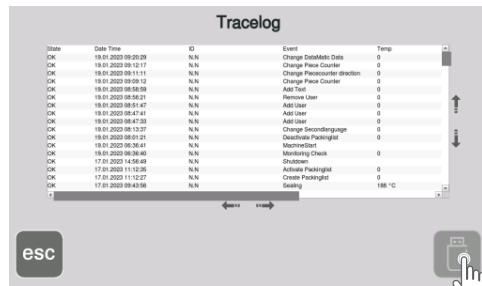 Tracelog
State Date Time ID Event Temp
OK 19.01.2023 09:20:29 N.N Change DataMatic Data 0
OK 19.01.2023 09:12:17 N.N Change Piece Counter 0
OK 19.01.2023 09:11:11 N.N Change Piececounter direction 0
OK 19.01.2023 09:09:12 N.N Change Piece Counter 0
OK 19.01.2023 08:58:59 N.N Add Text 0
OK 19.01.2023 08:56:21 N.N Remove User 0
OK 19.01.2023 08:51:47 N.N Add User 0
OK 19.01.2023 08:47:41 N.N Add User 0
OK 19.01.2023 08:47:33 N.N Add User 0
OK 19.01.2023 08:13:37 N.N Change Secondlanguage 0
OK 19.01.2023 08:01:21 N.N Deactivate Packinglist 0
OK 19.01.2023 06:36:41 N.N MachineStart
OK 19.01.2023 06:36:40 N.N Monitoring Check 0
OK 17.01.2023 14:56:49 N.N Shutdown
OK 17.01.2023 11:12:35 N.N Activate Packinglist 0
OK 17.01.2023 11:12:27 N.N Create Packinglist 0
OK 17.01.2023 09:43:56 N.N Sealing 188 °C
esc